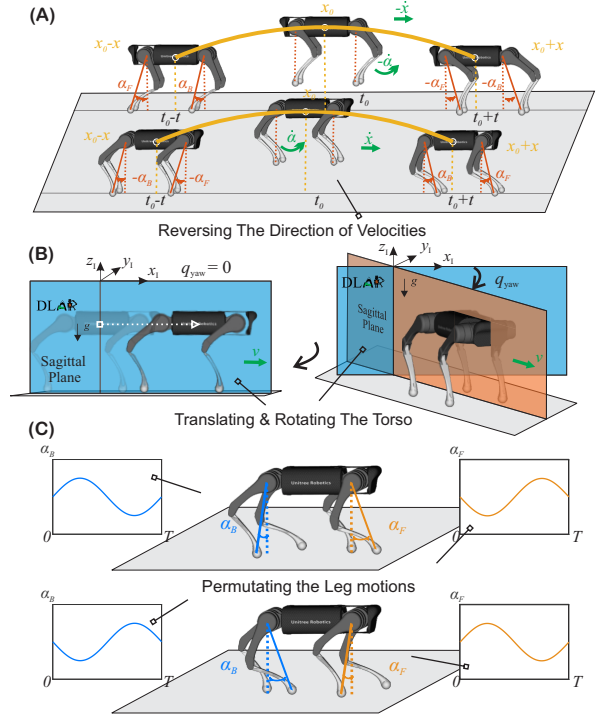 (A)
x₀
-ẋ
x₀-x
x₀+x
α_F
α_B
-α̇
-α_F
-α_B
t₀-t
t₀
t₀+t
x₀
x₀-x
α̇
ẋ
x₀+x
-α_B
-α_F
α_B
α_F
t₀-t
t₀
t₀+t
Reversing The Direction of Velocities
(B)
z_I
y_I
x_I
q_yaw = 0
DLAR
g
Sagittal
Plane
v
z_I
y_I
x_I
q_yaw
DLAR
g
Sagittal
Plane
v
Translating & Rotating The Torso
(C)
α_B
0
T
Unitree Robotics
α_B
α_F
α_F
0
T
Permutating the Leg motions
α_B
0
T
Unitree Robotics
α_B
α_F
α_F
0
T